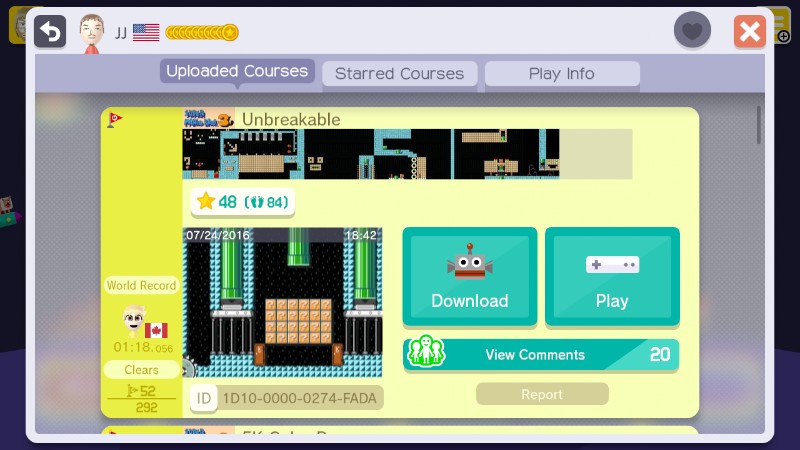 JJ
Uploaded Courses
Starred Courses
Play Info
Unbreakable
48 (84)
07/24/2016 18:42
World Record
01:18.056
Clears
52
292
Download
Play
View Comments 20
ID 1D10-0000-0274-FADA
Report